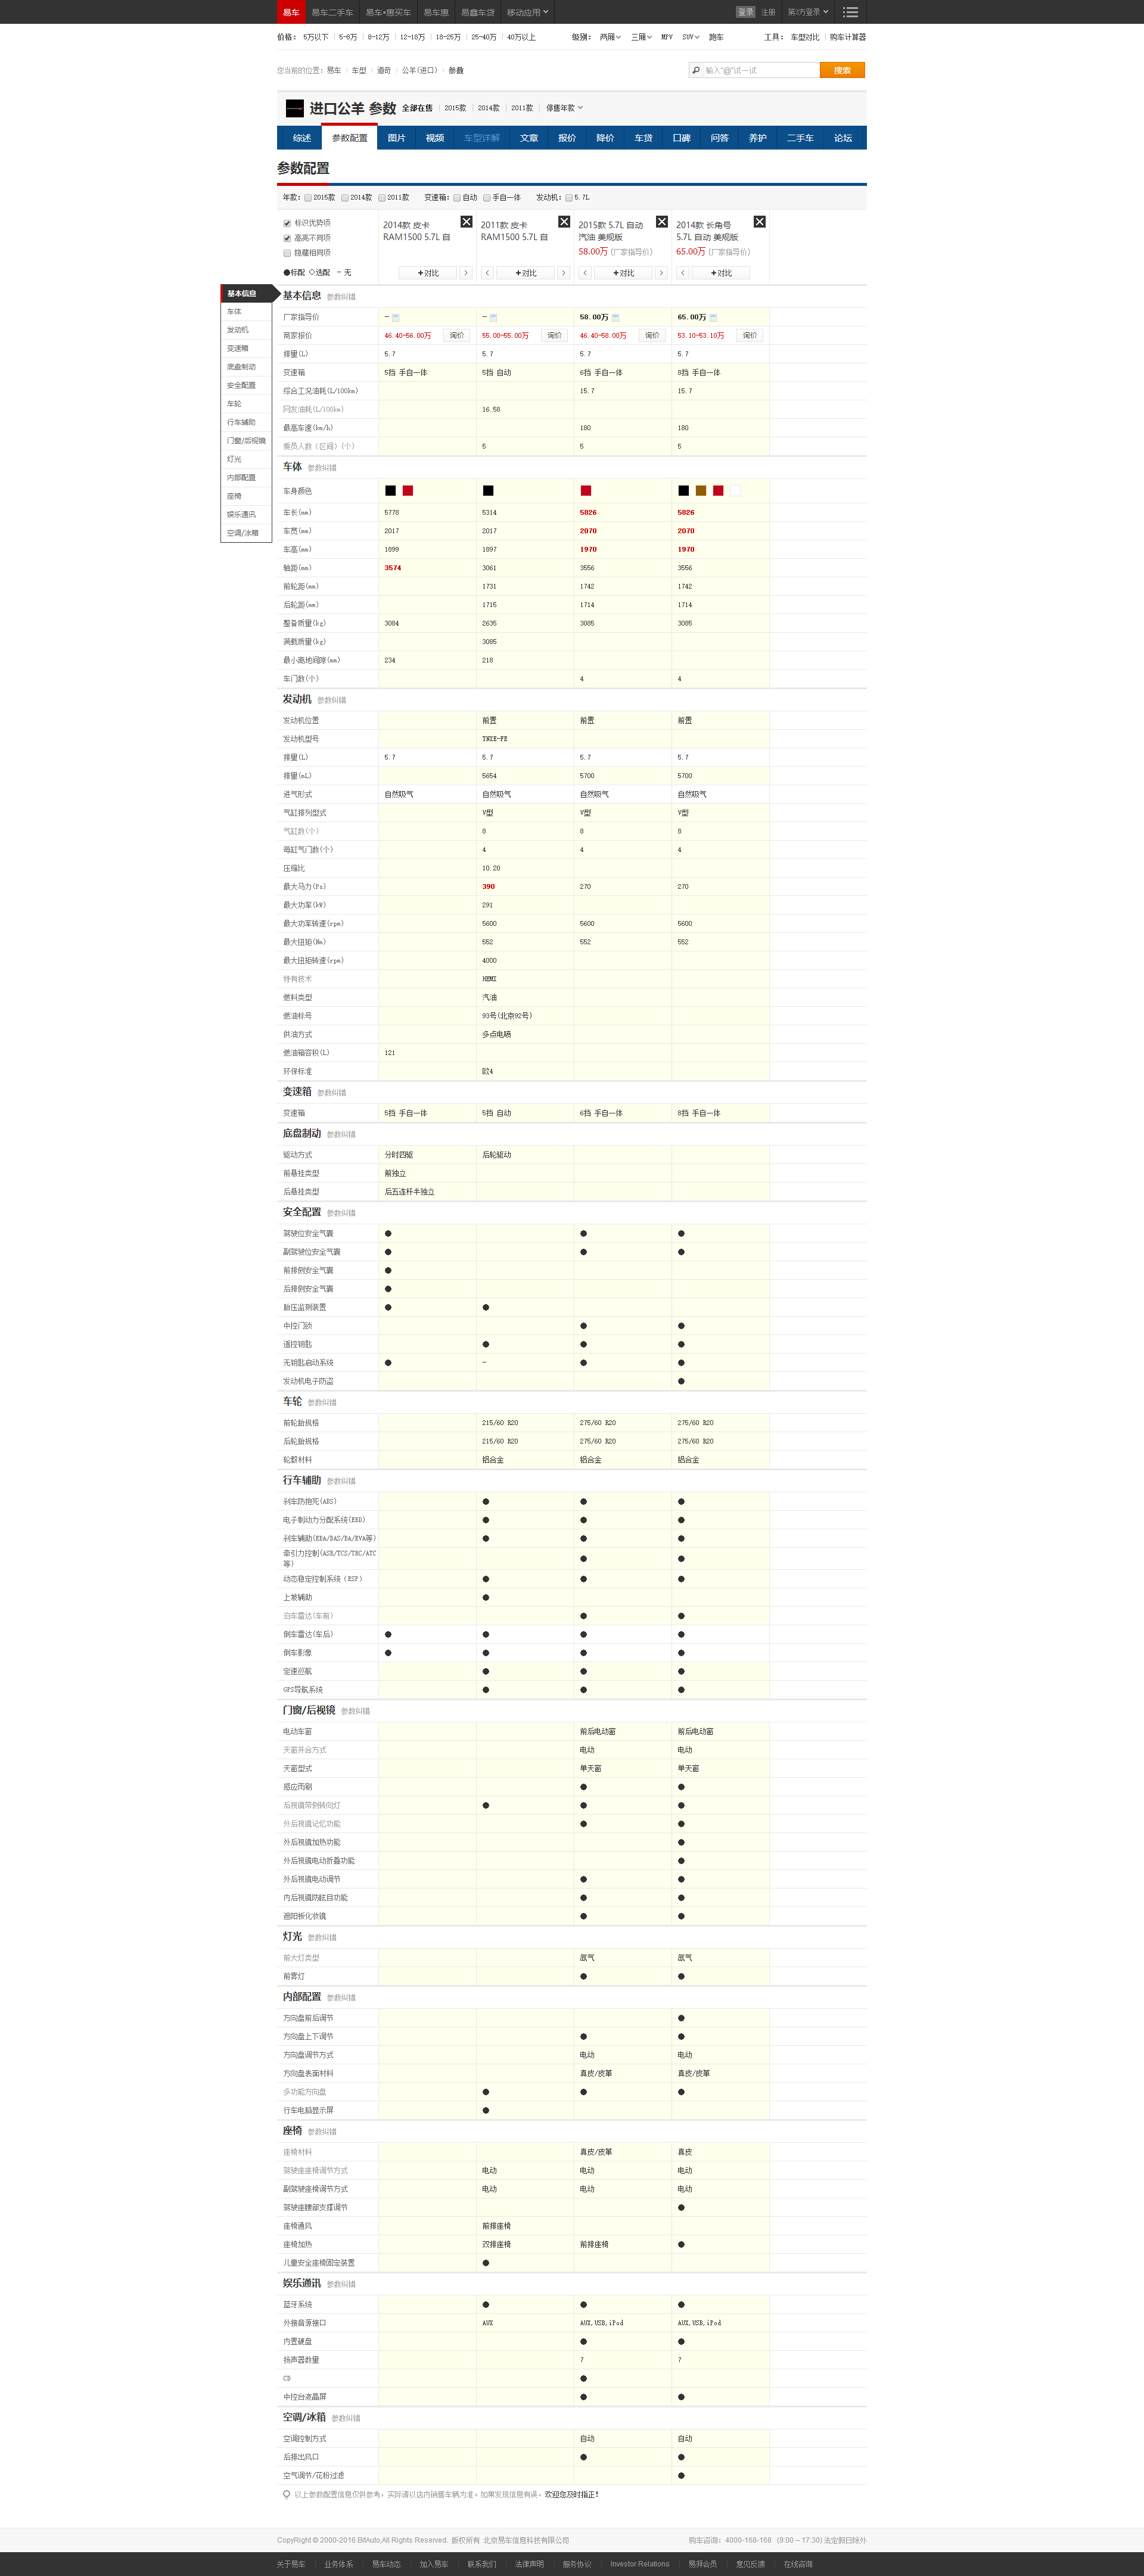 易车 易车二手车 易车•惠买车 易车惠 易鑫车贷 移动应用 登录 注册 第3方登录
价格: 5万以下 5-8万 8-12万 12-18万 18-25万 25-40万 40万以上 级别: 两厢 三厢 MPV SUV 跑车 工具: 车型对比 购车计算器
您当前的位置: 易车 车型 道奇 公羊(进口) 参数 输入"@"试一试 搜索
进口公羊 参数 全部在售 2015款 2014款 2011款 停售年款
综述 参数配置 图片 视频 车型详解 文章 报价 降价 车贷 口碑 问答 养护 二手车 论坛
参数配置
年款: 2015款 2014款 2011款 变速箱: 自动 手自一体 发动机: 5.7L
标识优势项
高亮不同项
隐藏相同项
●标配 ○选配 - 无
2014款 皮卡
RAM1500 5.7L 自
+对比
2011款 皮卡
RAM1500 5.7L 自
+对比
2015款 5.7L 自动
汽油 美规版
58.00万 (厂家指导价)
+对比
2014款 长角号
5.7L 自动 美规版
65.00万 (厂家指导价)
+对比
基本信息
车体
发动机
变速箱
底盘制动
安全配置
车轮
行车辅助
门窗/后视镜
灯光
内部配置
座椅
娱乐通讯
空调/冰箱
基本信息 参数纠错
厂家指导价 - - 58.00万 65.00万
商家报价 46.40-56.00万 询价 55.00-55.00万 询价 46.40-58.00万 询价 53.10-53.10万 询价
排量(L) 5.7 5.7 5.7 5.7
变速箱 5挡 手自一体 5挡 自动 6挡 手自一体 8挡 手自一体
综合工况油耗(L/100km) 15.7 15.7
网友油耗(L/100km) 16.58
最高车速(km/h) 180 180
乘员人数(区间)(个) 5 5 5
车体 参数纠错
车身颜色
车长(mm) 5778 5314 5826 5826
车宽(mm) 2017 2017 2070 2070
车高(mm) 1899 1897 1970 1970
轴距(mm) 3574 3061 3556 3556
前轮距(mm) 1731 1742 1742
后轮距(mm) 1715 1714 1714
整备质量(kg) 3084 2635 3085 3085
满载质量(kg) 3085
最小离地间隙(mm) 234 218
车门数(个) 4 4
发动机 参数纠错
发动机位置 前置 前置 前置
发动机型号 TNXE-FE
排量(L) 5.7 5.7 5.7 5.7
排量(mL) 5654 5700 5700
进气形式 自然吸气 自然吸气 自然吸气 自然吸气
气缸排列型式 V型 V型 V型
气缸数(个) 8 8 8
每缸气门数(个) 4 4 4
压缩比 10.20
最大马力(Ps) 390 270 270
最大功率(kW) 291
最大功率转速(rpm) 5600 5600 5600
最大扭矩(Nm) 552 552 552
最大扭矩转速(rpm) 4000
特有技术 HEMI
燃料类型 汽油
燃油标号 93号(北京92号)
供油方式 多点电喷
燃油箱容积(L) 121
环保标准 欧4
变速箱 参数纠错
变速箱 5挡 手自一体 5挡 自动 6挡 手自一体 8挡 手自一体
底盘制动 参数纠错
驱动方式 分时四驱 后轮驱动
前悬挂类型 前独立
后悬挂类型 后五连杆半独立
安全配置 参数纠错
驾驶位安全气囊 ● ● ●
副驾驶位安全气囊 ● ● ●
前排侧安全气囊 ●
后排侧安全气囊 ●
胎压监测装置 ● ●
中控门锁 ● ●
遥控钥匙 ● ● ●
无钥匙启动系统 ● - ● ●
发动机电子防盗 ●
车轮 参数纠错
前轮胎规格 215/60 R20 275/60 R20 275/60 R20
后轮胎规格 215/60 R20 275/60 R20 275/60 R20
轮毂材料 铝合金 铝合金 铝合金
行车辅助 参数纠错
刹车防抱死(ABS) ● ● ●
电子制动力分配系统(EBD) ● ● ●
刹车辅助(EBA/BAS/BA/EVA等) ● ● ●
牵引力控制(ASR/TCS/TRC/ATC
等) ● ●
动态稳定控制系统(ESP) ● ● ●
上坡辅助 ●
泊车雷达(车前) ● ●
倒车雷达(车后) ● ● ● ●
倒车影像 ● ● ● ●
定速巡航 ● ● ●
GPS导航系统 ● ● ●
门窗/后视镜 参数纠错
电动车窗 前后电动窗 前后电动窗
天窗开合方式 电动 电动
天窗型式 单天窗 单天窗
感应雨刷 ● ●
后视镜带侧转向灯 ● ● ●
外后视镜记忆功能 ● ●
外后视镜加热功能 ●
外后视镜电动折叠功能 ●
外后视镜电动调节 ● ●
内后视镜防眩目功能 ● ●
遮阳板化妆镜 ● ●
灯光 参数纠错
前大灯类型 氙气 氙气
前雾灯 ● ●
内部配置 参数纠错
方向盘前后调节 ●
方向盘上下调节 ● ●
方向盘调节方式 电动 电动
方向盘表面材料 真皮/皮革 真皮/皮革
多功能方向盘 ● ● ●
行车电脑显示屏 ●
座椅 参数纠错
座椅材料 真皮/皮革 真皮
驾驶座座椅调节方式 电动 电动 电动
副驾驶座椅调节方式 电动 电动 电动
驾驶座腰部支撑调节 ●
座椅通风 前排座椅
座椅加热 双排座椅 前排座椅 ●
儿童安全座椅固定装置 ●
娱乐通讯 参数纠错
蓝牙系统 ● ● ●
外接音源接口 AUX AUX,USB,iPod AUX,USB,iPod
内置硬盘 ● ●
扬声器数量 7 7
CD ●
中控台液晶屏 ● ●
空调/冰箱 参数纠错
空调控制方式 自动 自动
后排出风口 ● ●
空气调节/花粉过滤 ●
以上参数配置信息仅供参考，实际请以店内销售车辆为准。如果发现信息有误，欢迎您及时指正！
CopyRight © 2000-2016 BitAuto,All Rights Reserved. 版权所有 北京易车信息科技有限公司 购车咨询: 4000-168-168 (9:00 – 17:30) 法定假日除外
关于易车 业务体系 易车动态 加入易车 联系我们 法律声明 服务协议 Investor Relations 易拜会员 意见反馈 在线咨询